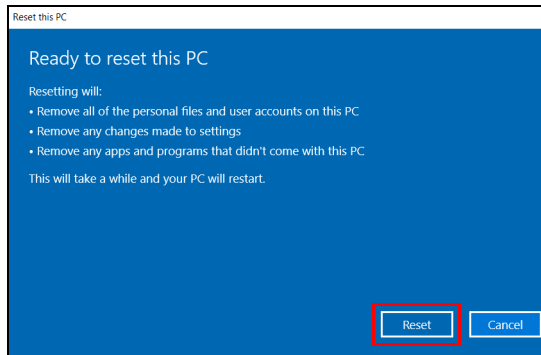 Reset this PC
Ready to reset this PC
Resetting will:
• Remove all of the personal files and user accounts on this PC
• Remove any changes made to settings
• Remove any apps and programs that didn't come with this PC
This will take a while and your PC will restart.
Reset Cancel